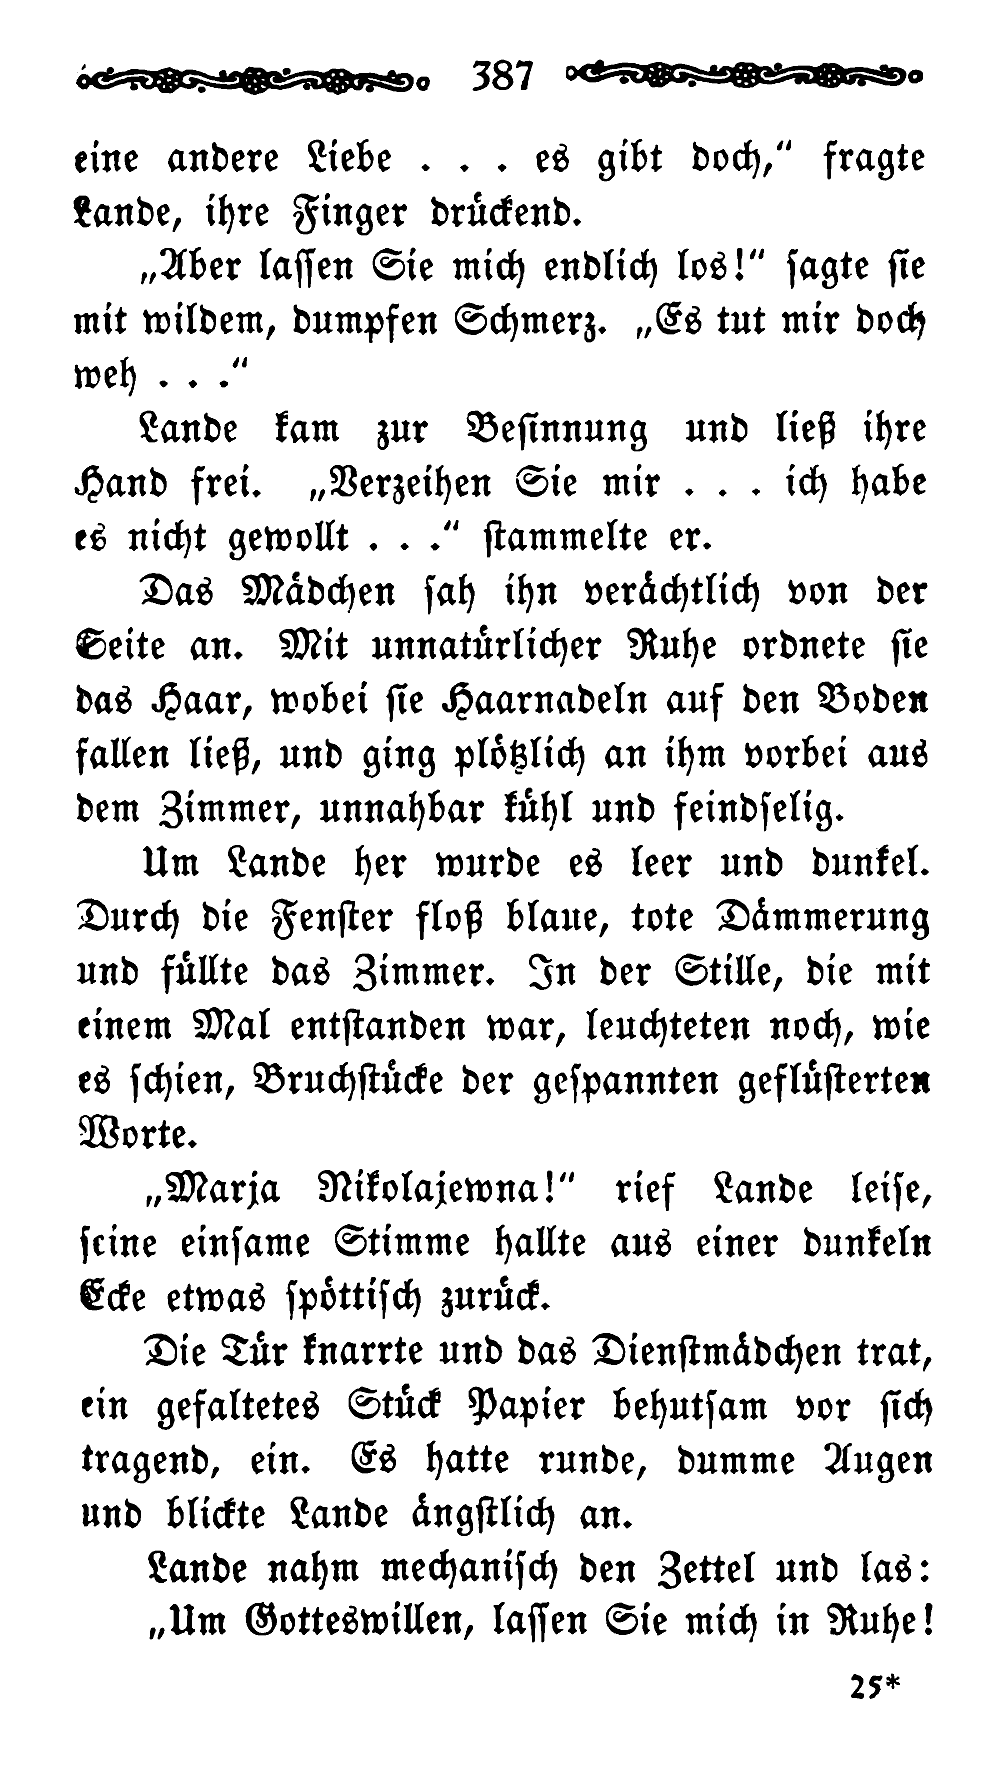 387
eine andere Liebe . . . es gibt doch,“ fragte
Lande, ihre Finger drückend.
„Aber lassen Sie mich endlich los!“ sagte sie
mit wildem, dumpfen Schmerz. „Es tut mir doch
weh . . .“
Lande kam zur Besinnung und ließ ihre
Hand frei. „Verzeihen Sie mir . . . ich habe
es nicht gewollt . . .“ stammelte er.
Das Mädchen sah ihn verächtlich von der
Seite an. Mit unnatürlicher Ruhe ordnete sie
das Haar, wobei sie Haarnadeln auf den Boden
fallen ließ, und ging plötzlich an ihm vorbei aus
dem Zimmer, unnahbar kühl und feindselig.
Um Lande her wurde es leer und dunkel.
Durch die Fenster floß blaue, tote Dämmerung
und füllte das Zimmer. In der Stille, die mit
einem Mal entstanden war, leuchteten noch, wie
es schien, Bruchstücke der gespannten geflüsterten
Worte.
„Marja Nikolajewna!“ rief Lande leise,
seine einsame Stimme hallte aus einer dunkeln
Ecke etwas spöttisch zurück.
Die Tür knarrte und das Dienstmädchen trat,
ein gefaltetes Stück Papier behutsam vor sich
tragend, ein. Es hatte runde, dumme Augen
und blickte Lande ängstlich an.
Lande nahm mechanisch den Zettel und las:
„Um Gotteswillen, lassen Sie mich in Ruhe!
25*